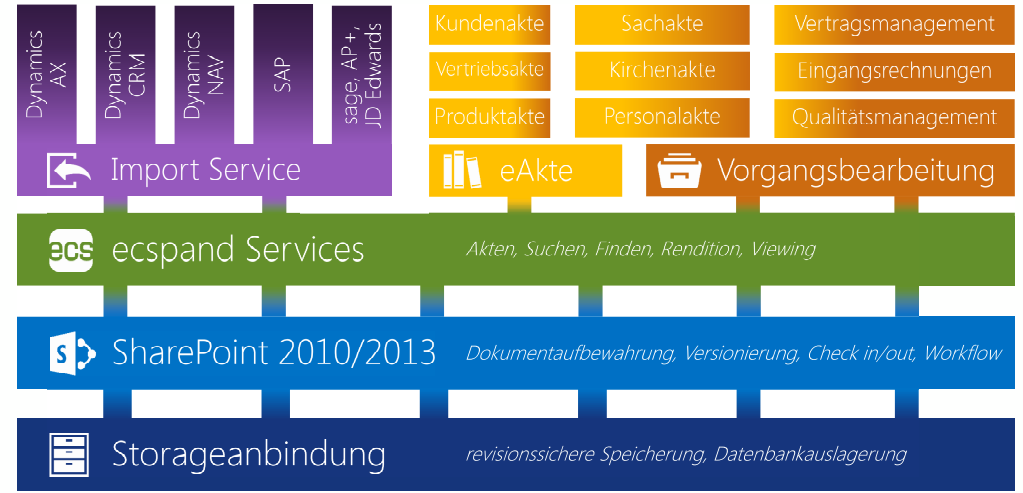 Dynamics
AX
Dynamics
CRM
Dynamics
NAV
SAP
sage, AP+,
JD Edwards
Kundenakte
Sachakte
Vertragsmanagement
Vertriebsakte
Kirchenakte
Eingangsrechnungen
Produktakte
Personalakte
Qualitätsmanagement
Import Service
eAkte
Vorgangsbearbeitung
ecs
ecspand Services
Akten, Suchen, Finden, Rendition, Viewing
S
SharePoint 2010/2013
Dokumentaufbewahrung, Versionierung, Check in/out, Workflow
Storageanbindung
revisionssichere Speicherung, Datenbankauslagerung